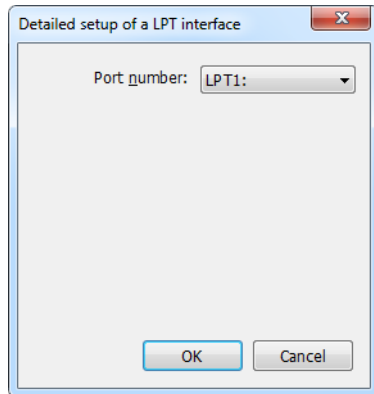 Detailed setup of a LPT interface
Port number: LPT1:
OK Cancel